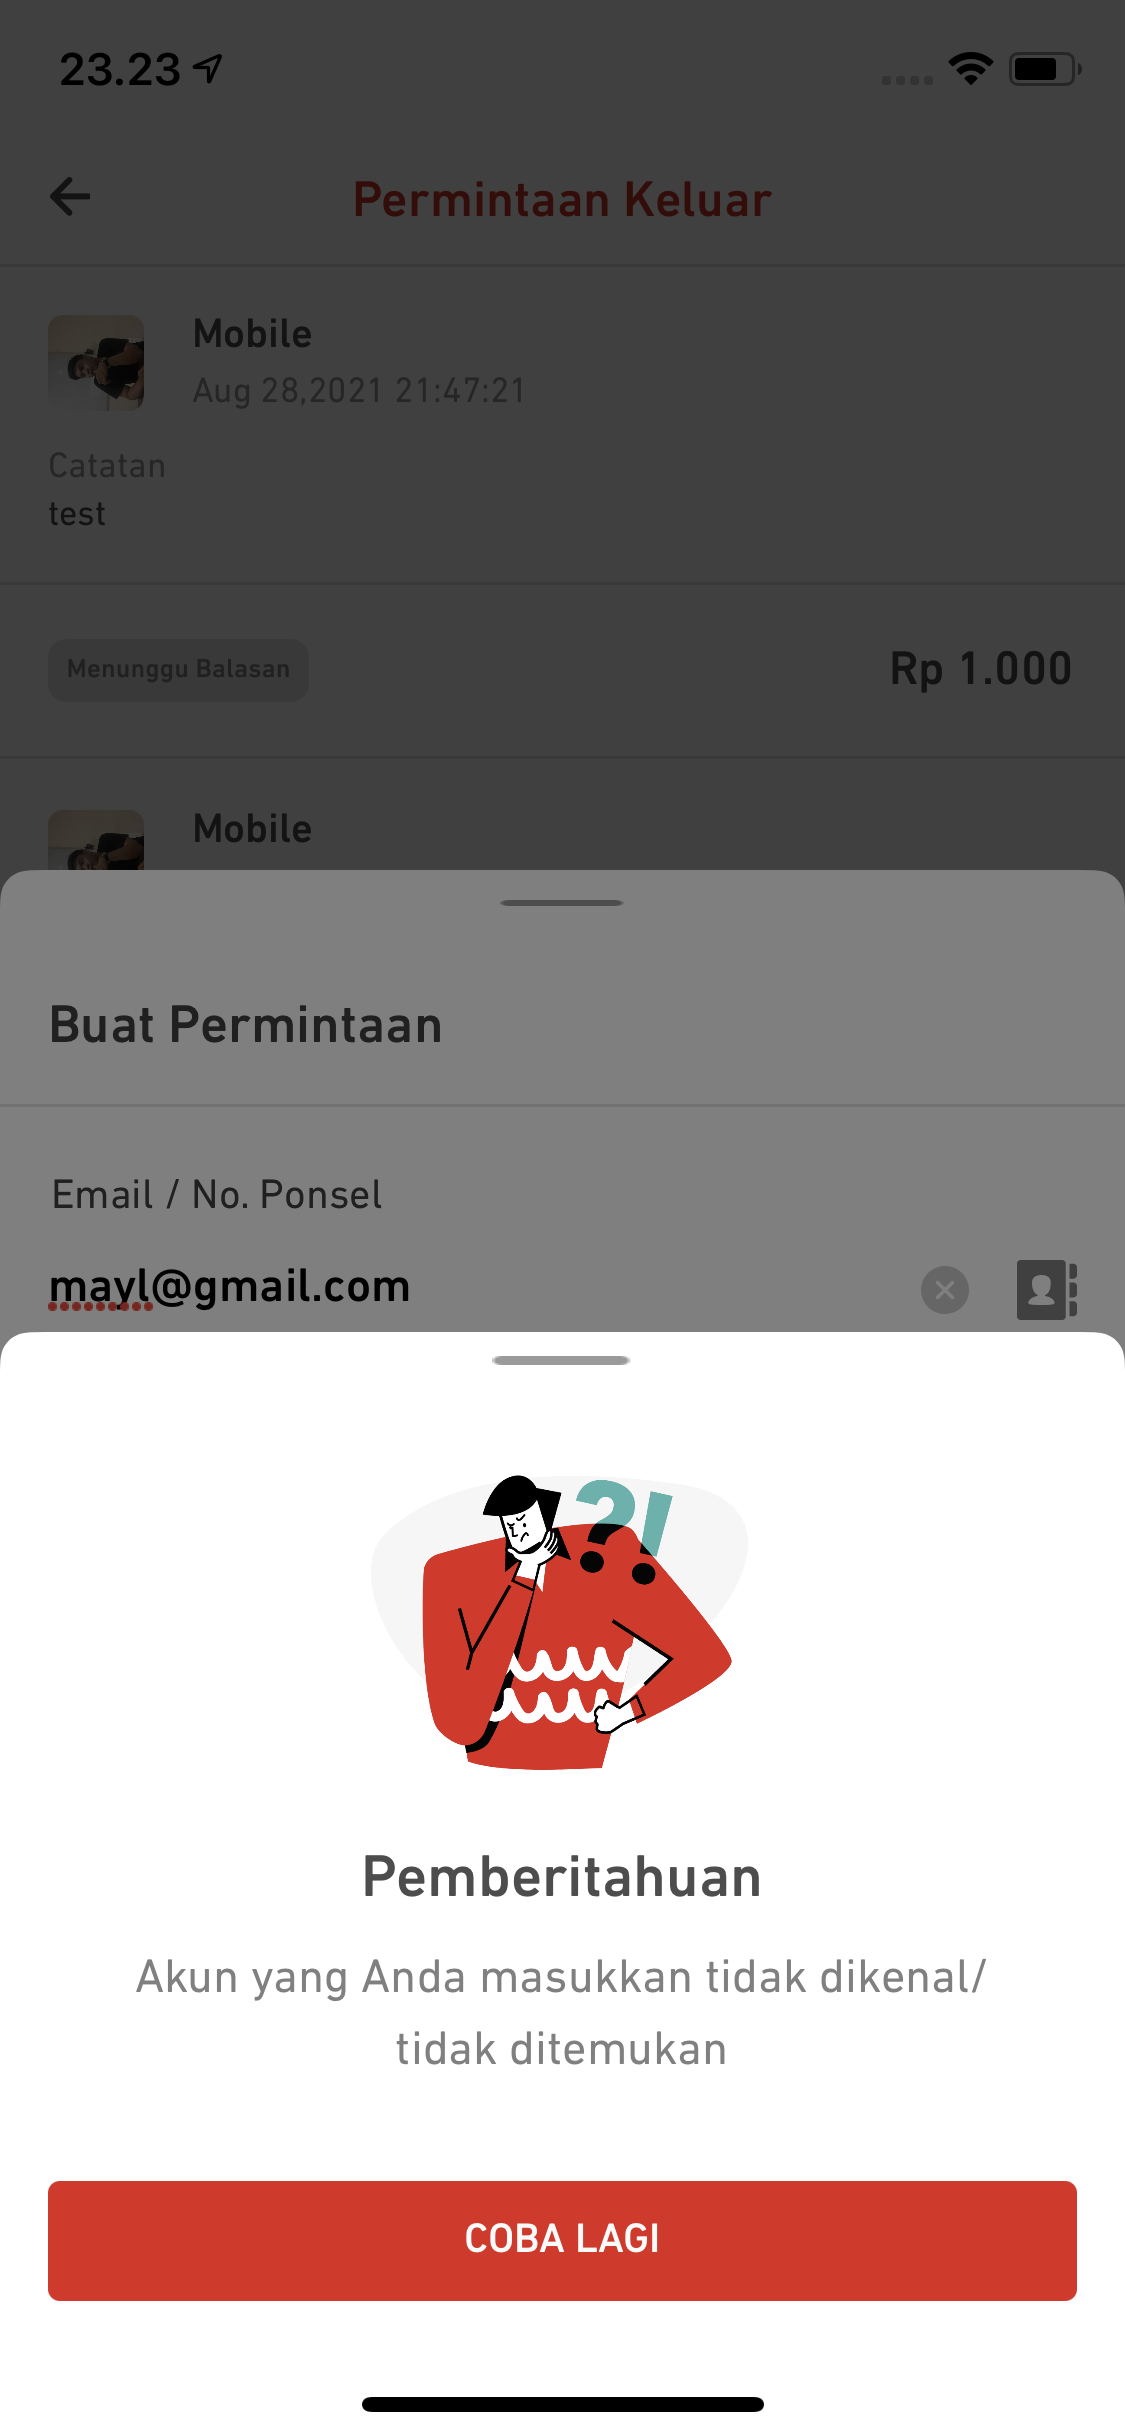 23.23
Permintaan Keluar
Mobile
Aug 28,2021 21:47:21
Catatan
test
Menunggu Balasan
Rp 1.000
Mobile
Buat Permintaan
Email / No. Ponsel
mayl@gmail.com
?!
Pemberitahuan
Akun yang Anda masukkan tidak dikenal/
tidak ditemukan
COBA LAGI